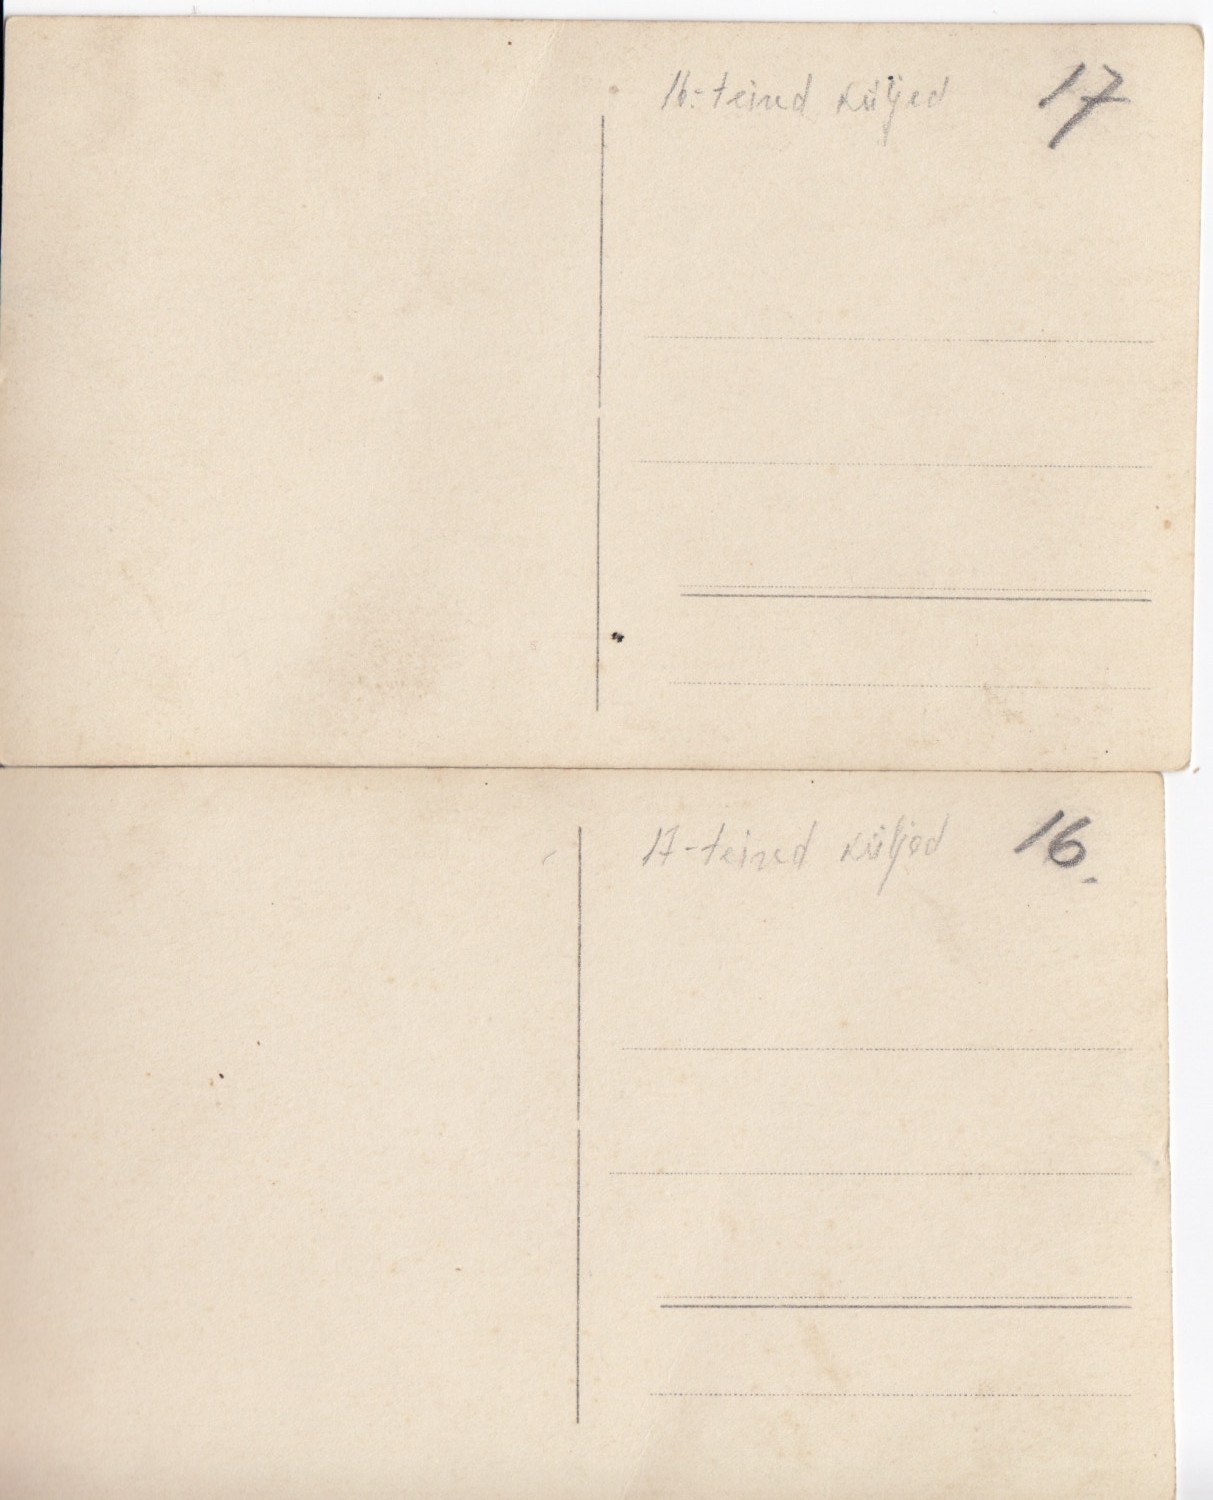 16.-teised küljed 17
17-teised küljed 16.